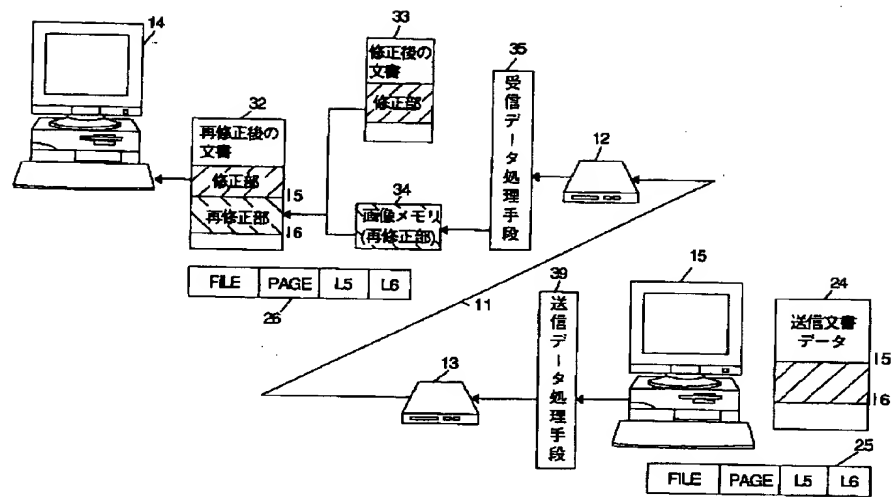 14
33
修正後の
文書
修正部
35
受信データ処理手段
32
再修正後の
文書
修正部
再修正部
l5
l6
34
画像メモリ
(再修正部)
12
FILE PAGE L5 L6
26
11
39
送信データ処理手段
15
24
送信文書
データ
l5
l6
13
25
FILE PAGE L5 L6